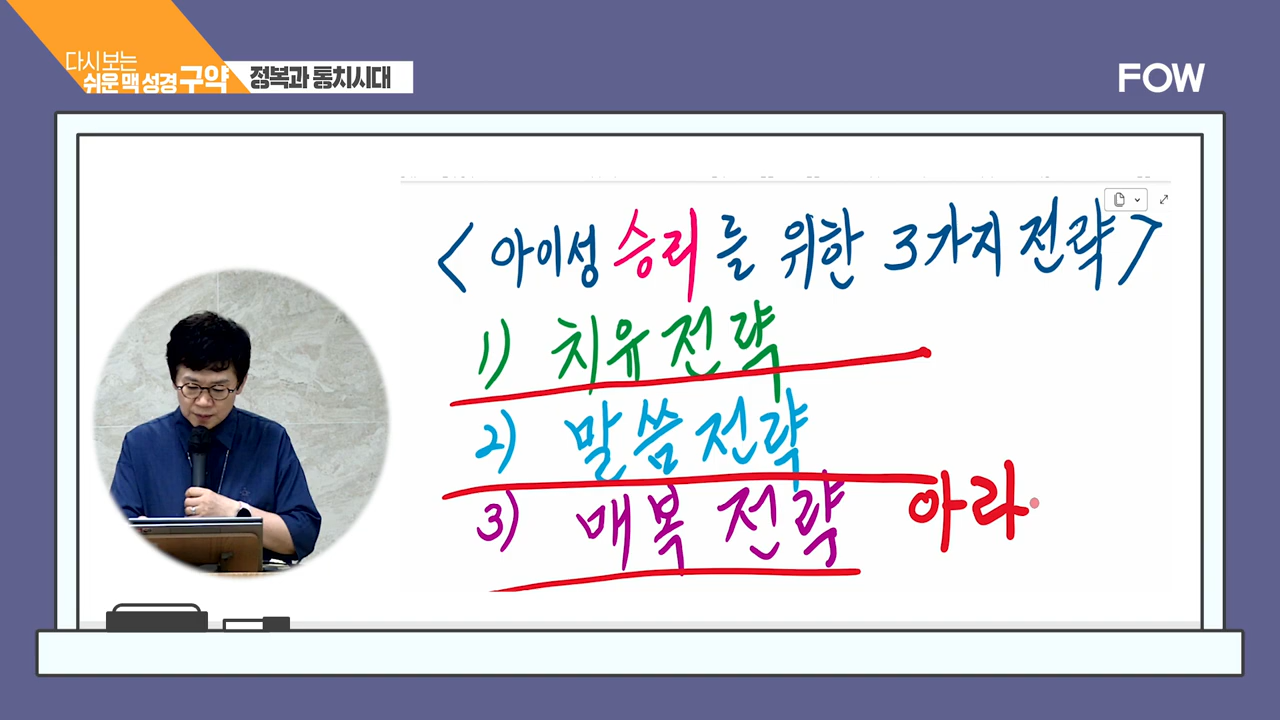 다시 보는
쉬운 맥 성경 구약
정복과 통치시대
FOW
< 아이성 승리를 위한 3가지 전략 >
1) 치유전략
2) 말씀전략
3) 매복 전략
아라